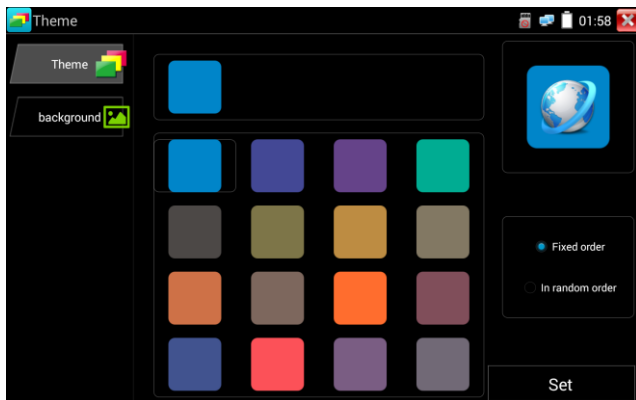 Theme
01:58
Theme
background
Fixed order
In random order
Set